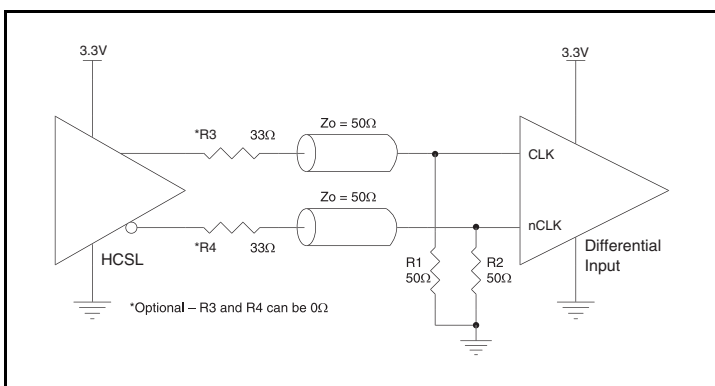 3.3V
3.3V
*R3 33Ω
Zo = 50Ω
CLK
Zo = 50Ω
nCLK
*R4 33Ω
HCSL
Differential
Input
R1
50Ω
R2
50Ω
*Optional – R3 and R4 can be 0Ω